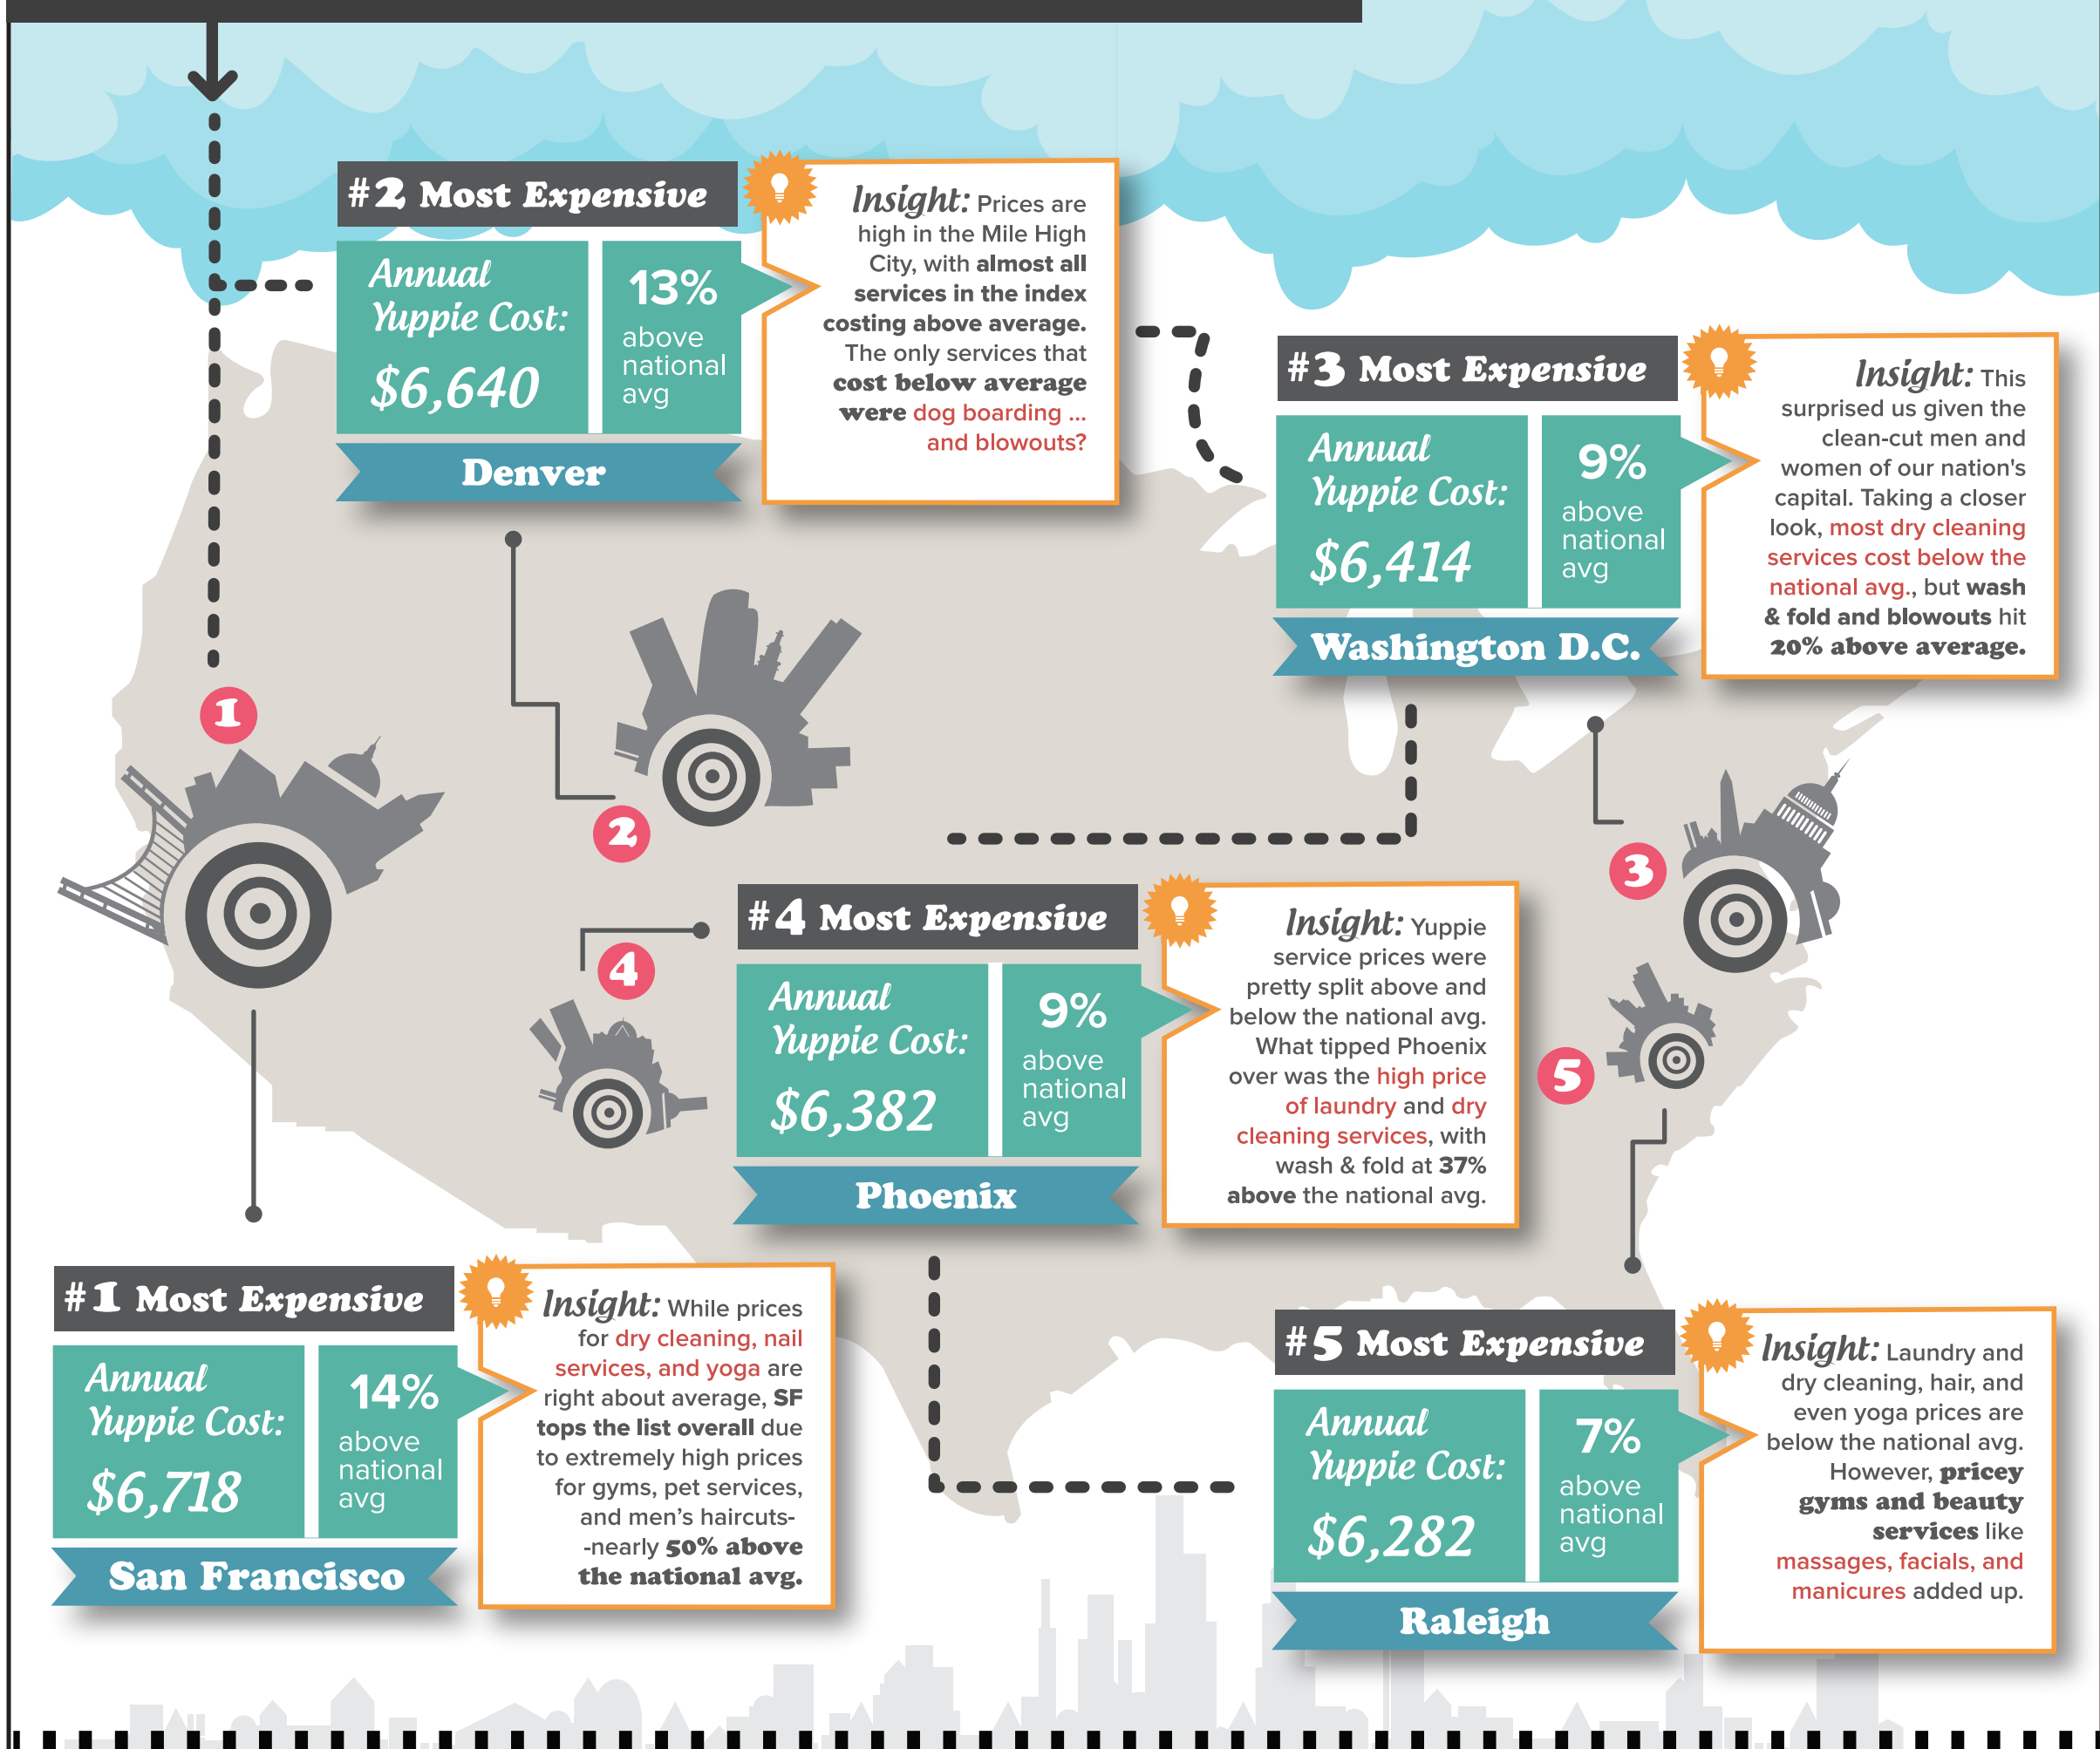 #2 Most Expensive
Annual
Yuppie Cost:
$6,640
13%
above
national
avg
Denver
Insight: Prices are
high in the Mile High
City, with almost all
services in the index
costing above average.
The only services that
cost below average
were dog boarding ...
and blowouts?
#3 Most Expensive
Annual
Yuppie Cost:
$6,414
9%
above
national
avg
Washington D.C.
Insight: This
surprised us given the
clean-cut men and
women of our nation's
capital. Taking a closer
look, most dry cleaning
services cost below the
national avg., but wash
& fold and blowouts hit
20% above average.
1
2
3
4
5
#4 Most Expensive
Annual
Yuppie Cost:
$6,382
9%
above
national
avg
Phoenix
Insight: Yuppie
service prices were
pretty split above and
below the national avg.
What tipped Phoenix
over was the high price
of laundry and dry
cleaning services, with
wash & fold at 37%
above the national avg.
#1 Most Expensive
Annual
Yuppie Cost:
$6,718
14%
above
national
avg
San Francisco
Insight: While prices
for dry cleaning, nail
services, and yoga are
right about average, SF
tops the list overall due
to extremely high prices
for gyms, pet services,
and men’s haircuts-
-nearly 50% above
the national avg.
#5 Most Expensive
Annual
Yuppie Cost:
$6,282
7%
above
national
avg
Raleigh
Insight: Laundry and
dry cleaning, hair, and
even yoga prices are
below the national avg.
However, pricey
gyms and beauty
services like
massages, facials, and
manicures added up.